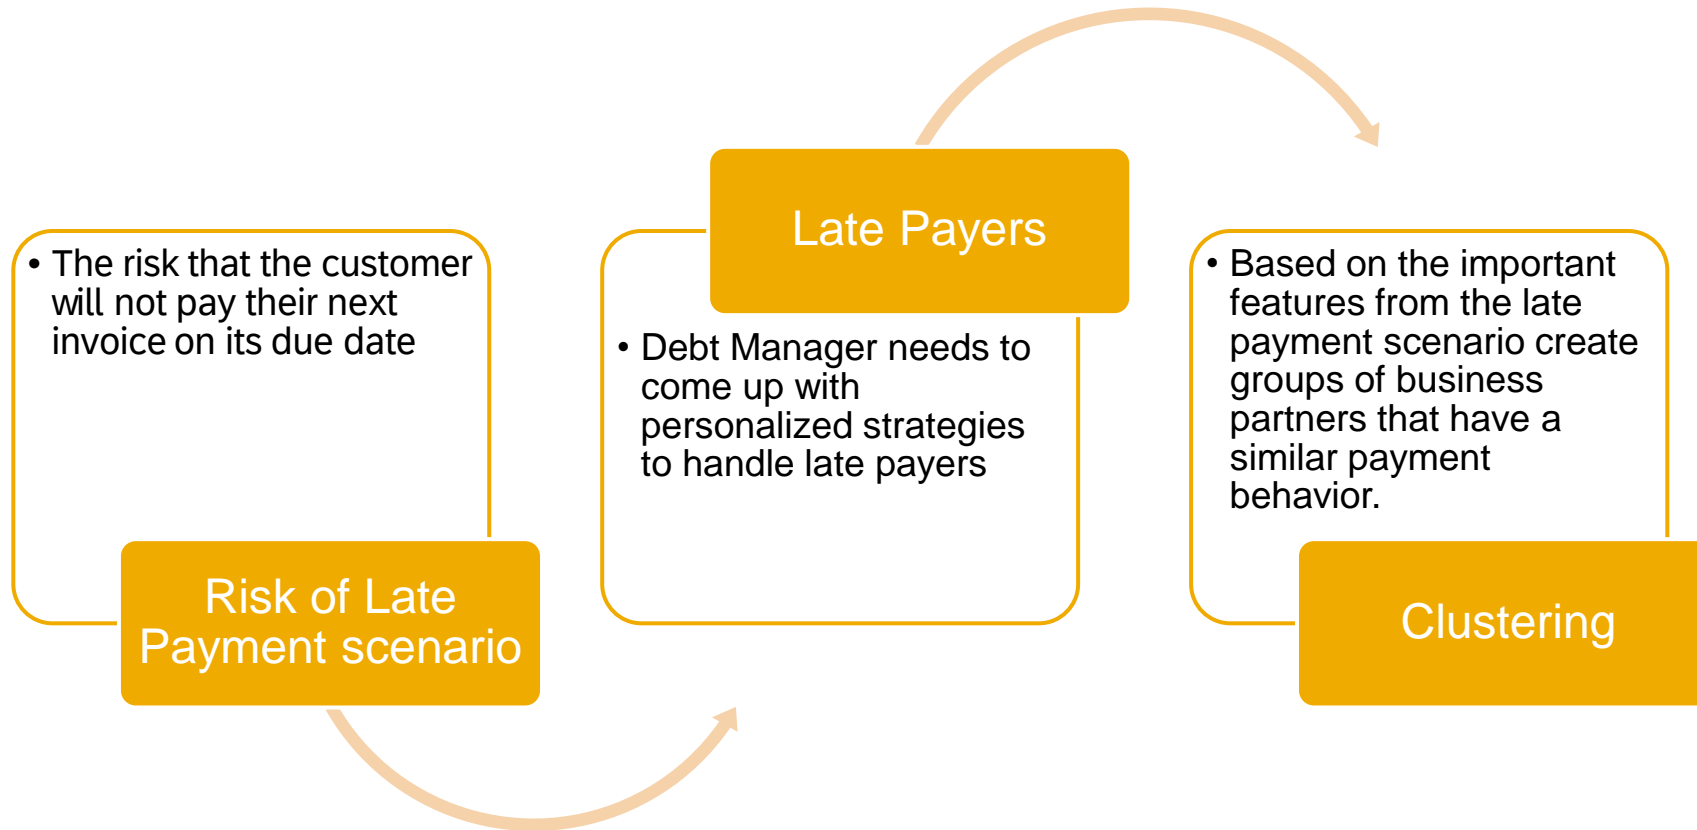 • The risk that the customer
will not pay their next
invoice on its due date
Risk of Late
Payment scenario
Late Payers
• Debt Manager needs to
come up with
personalized strategies
to handle late payers
• Based on the important
features from the late
payment scenario create
groups of business
partners that have a
similar payment
behavior.
Clustering